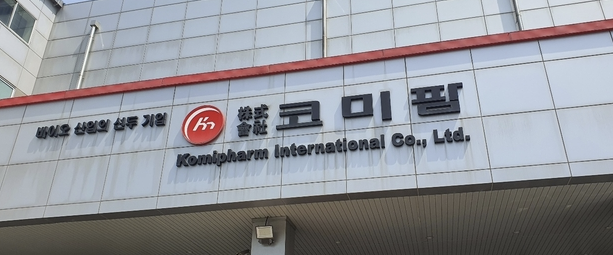 바이오 산업의 선두 기업
Km
株式會社 코미팜
Komipharm International Co., Ltd.